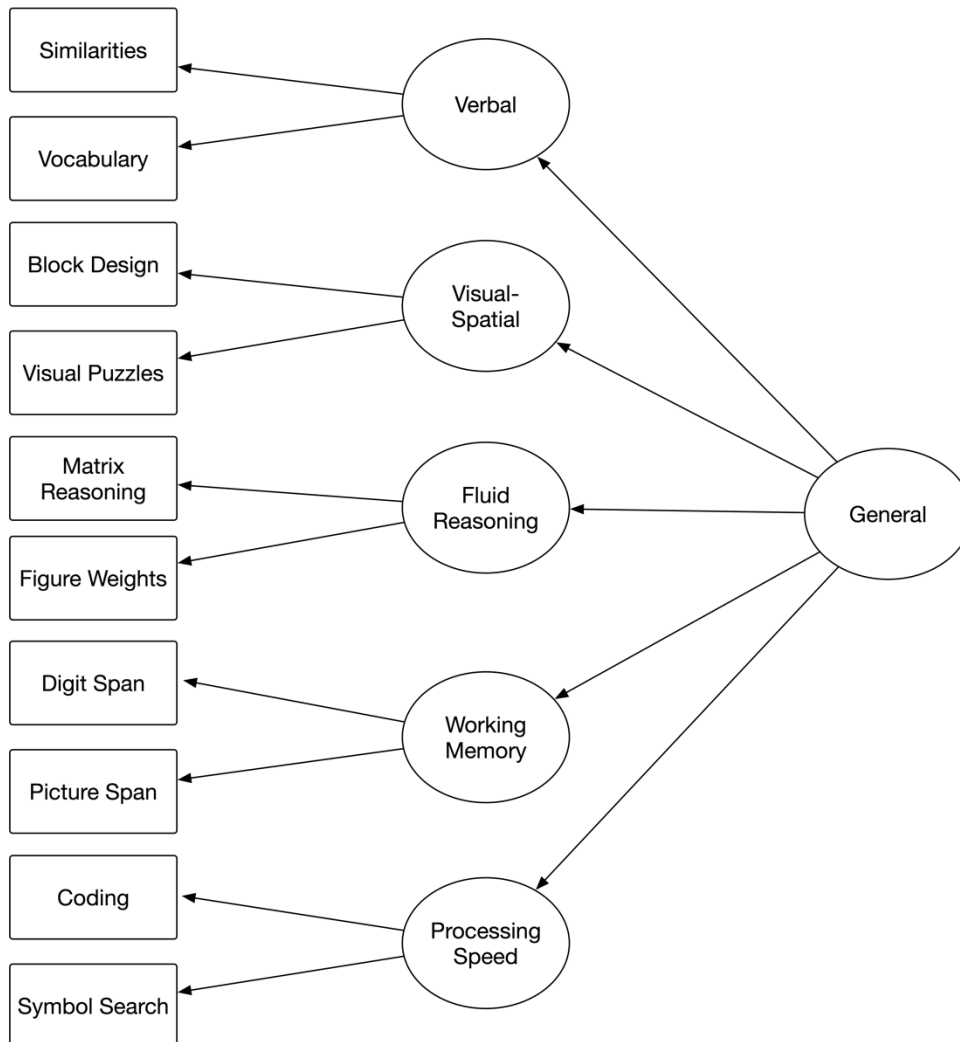 Similarities
Vocabulary
Block Design
Visual Puzzles
Matrix
Reasoning
Figure Weights
Digit Span
Picture Span
Coding
Symbol Search
Verbal
Visual-
Spatial
Fluid
Reasoning
Working
Memory
Processing
Speed
General